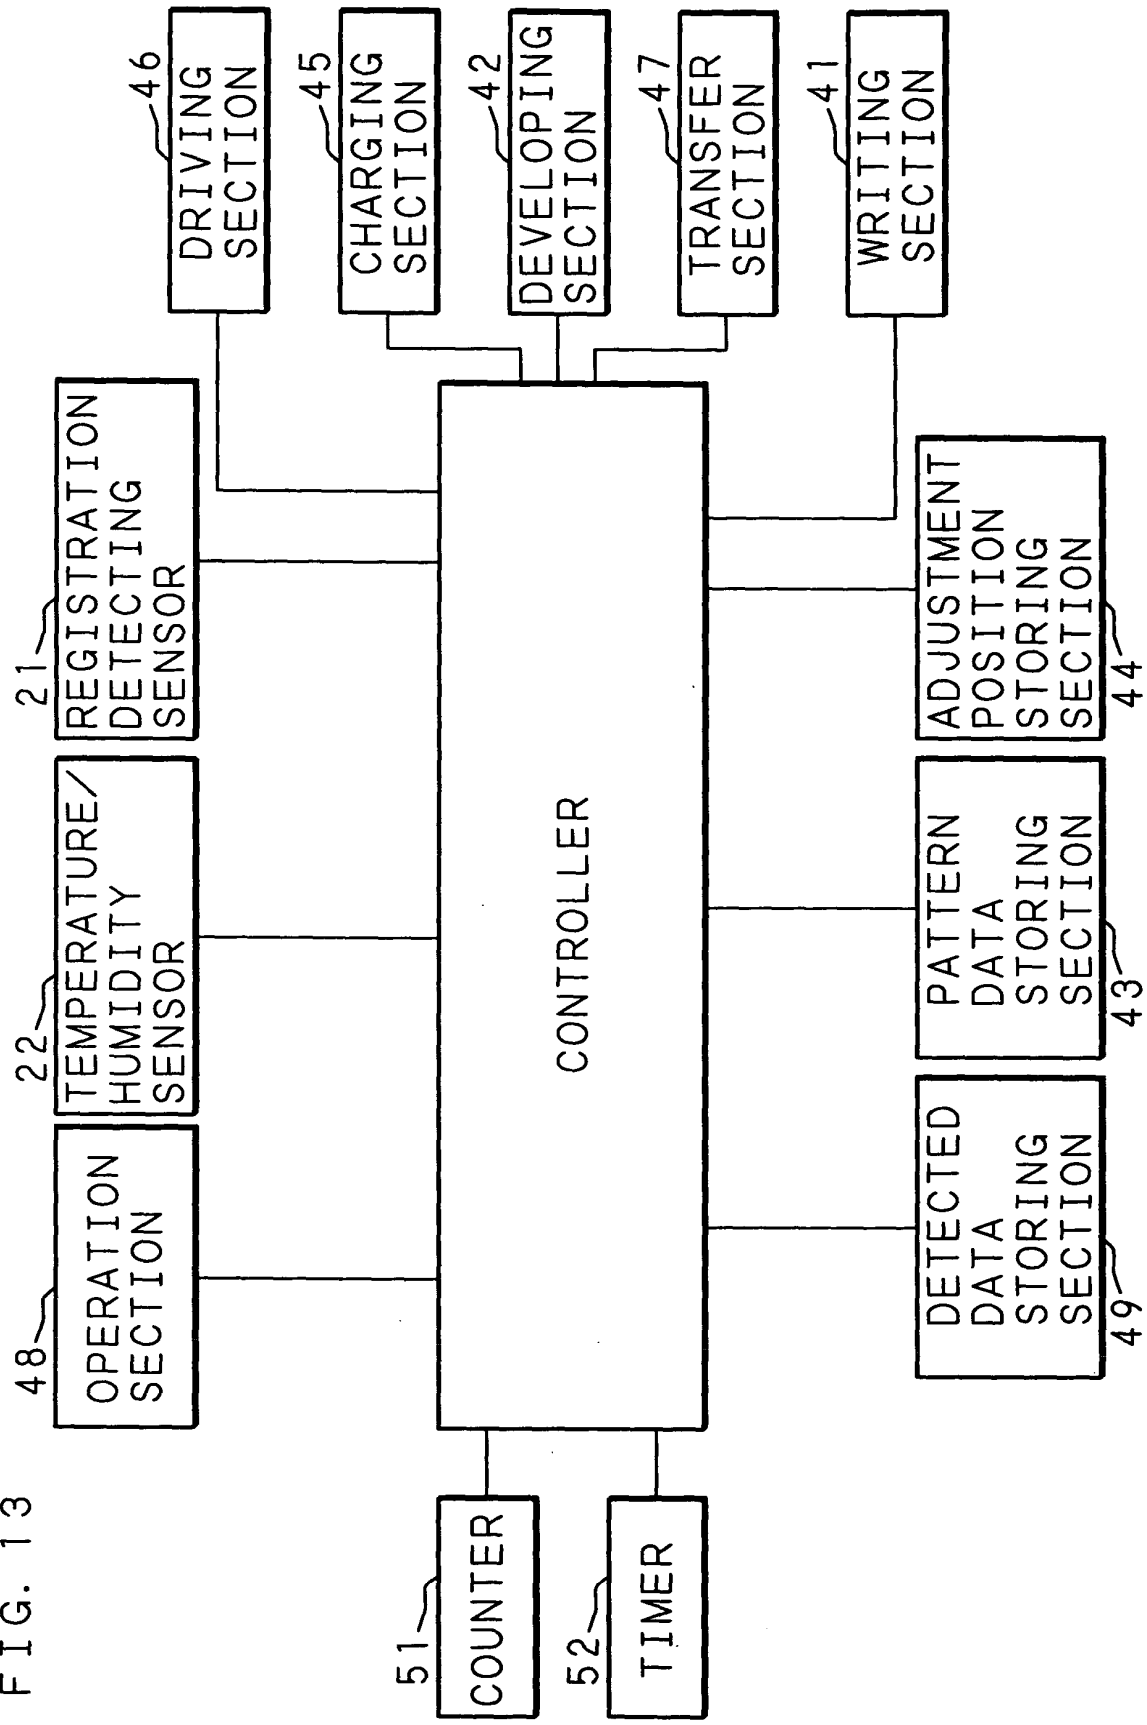 FIG. 13
48
OPERATION
SECTION
22
TEMPERATURE/
HUMIDITY
SENSOR
21
REGISTRATION
DETECTING
SENSOR
46
DRIVING
SECTION
45
CHARGING
SECTION
42
DEVELOPING
SECTION
47
TRANSFER
SECTION
41
WRITING
SECTION
51
COUNTER
52
TIMER
CONTROLLER
DETECTED
DATA
STORING
SECTION
49
PATTERN
DATA
STORING
SECTION
43
ADJUSTMENT
POSITION
STORING
SECTION
44